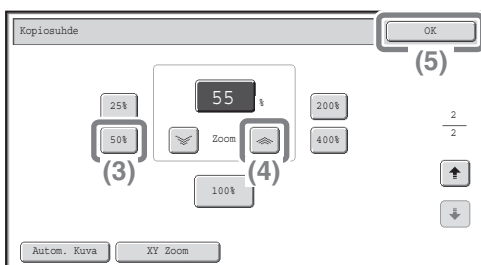 Kopiosuhde
OK
(5)
55 %
25%
200%
50%
Zoom
400%
(3)
(4)
100%
2
2
Autom. Kuva
XY Zoom